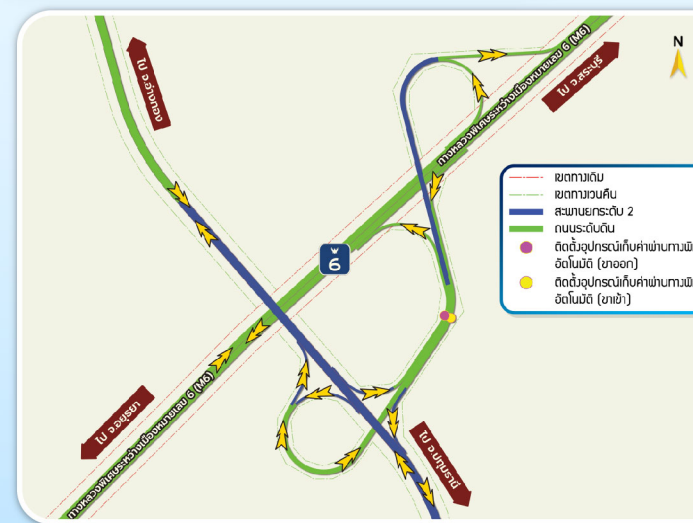 N
ไป จ.อ่างทอง
ทางหลวงพิเศษระหว่างเมืองหมายเลข 6 (M6)
ไป จ.สระบุรี
เขตทางเดิม
เขตทางเวนคืน
สะพานยกระดับ 2
ถนนระดับดิน
ติดตั้งอุปกรณ์เก็บค่าผ่านทางพิเ
อัตโนมัติ (ขาออก)
ติดตั้งอุปกรณ์เก็บค่าผ่านทางพิเ
อัตโนมัติ (ขาเข้า)
6
ไป จ.อยุธยา
ทางหลวงพิเศษระหว่างเมืองหมายเลข 6 (M6)
ไป จ.ปทุมธานี